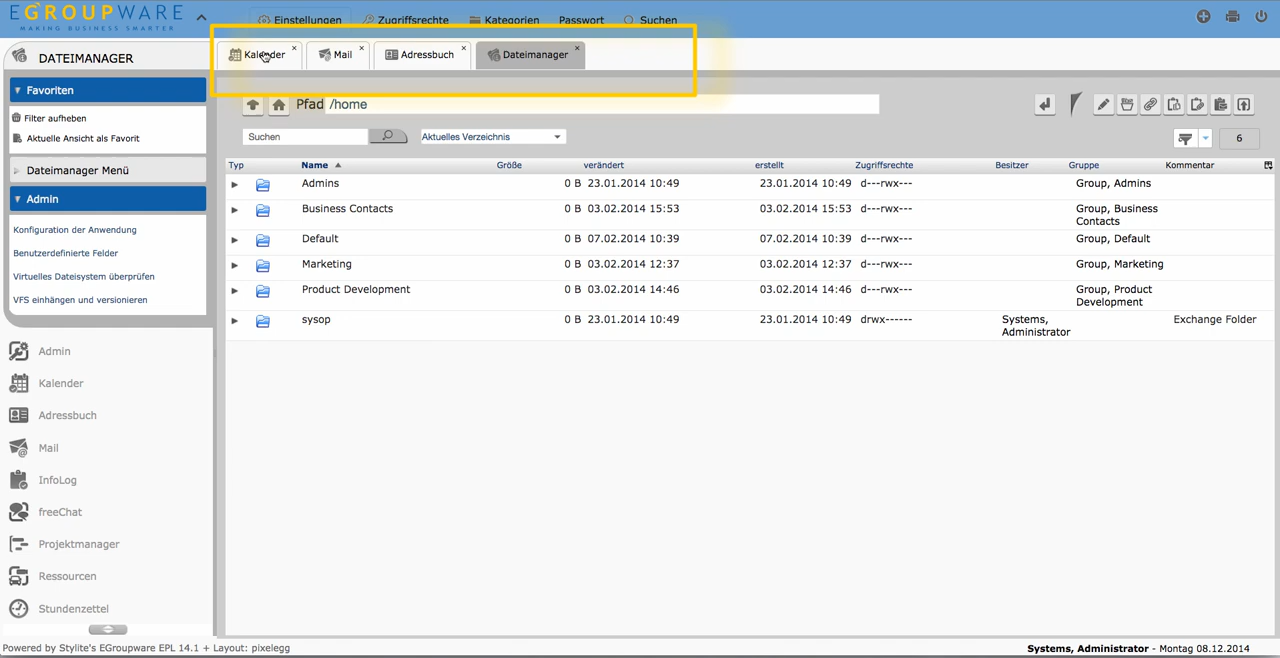 EGROUPWARE
MAKING BUSINESS SMARTER
Einstellungen Zugriffsrechte Kategorien Passwort Suchen
Kalender Mail Adressbuch Dateimanager
DATEIMANAGER
Favoriten
Filter aufheben
Aktuelle Ansicht als Favorit
Dateimanager Menü
Admin
Konfiguration der Anwendung
Benutzerdefinierte Felder
Virtuelles Dateisystem überprüfen
VFS einhängen und versionieren
Admin
Kalender
Adressbuch
Mail
InfoLog
freeChat
Projektmanager
Ressourcen
Stundenzettel
Pfad /home
Suchen Aktuelles Verzeichnis 6
Typ Name Größe verändert erstellt Zugriffsrechte Besitzer Gruppe Kommentar
Admins 0 B 23.01.2014 10:49 23.01.2014 10:49 d---rwx--- Group, Admins
Business Contacts 0 B 03.02.2014 15:53 03.02.2014 15:53 d---rwx--- Group, Business
Contacts
Default 0 B 07.02.2014 10:39 07.02.2014 10:39 d---rwx--- Group, Default
Marketing 0 B 03.02.2014 12:37 03.02.2014 12:37 d---rwx--- Group, Marketing
Product Development 0 B 03.02.2014 14:46 03.02.2014 14:46 d---rwx--- Group, Product
Development
sysop 0 B 23.01.2014 10:49 23.01.2014 10:49 drwx------ Systems, Exchange Folder
Administrator
Powered by Stylite's EGroupware EPL 14.1 + Layout: pixelegg
Systems, Administrator - Montag 08.12.2014